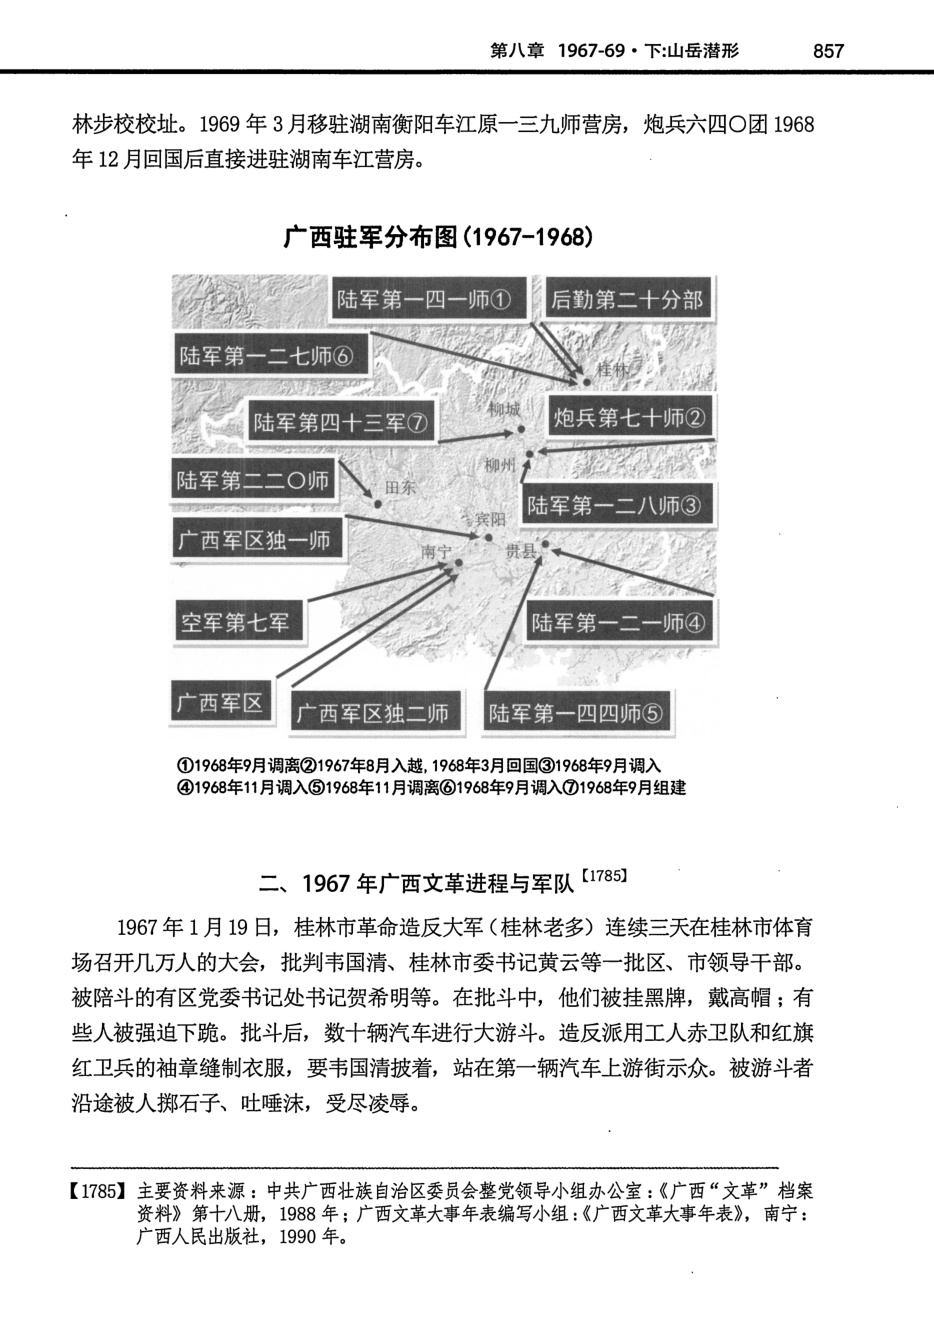 第八章 1967-69·下:山岳潜形 857
林步校校址。1969 年 3 月移驻湖南衡阳车江原一三九师营房，炮兵六四〇团 1968
年 12 月回国后直接进驻湖南车江营房。
广西驻军分布图(1967-1968)
陆军第一四一师① 后勤第二十分部
陆军第一二七师⑥
桂林
陆军第四十三军⑦
柳城
炮兵第七十师②
柳州
陆军第二二〇师
田东
陆军第一二八师③
广西军区独一师
宾阳
南宁
贵县
空军第七军
陆军第一二一师④
广西军区
广西军区独二师
陆军第一四四师⑤
①1968年9月调离②1967年8月入越,1968年3月回国③1968年9月调入
④1968年11月调入⑤1968年11月调离⑥1968年9月调入⑦1968年9月组建
二、1967 年广西文革进程与军队【1785】
1967 年 1 月 19 日，桂林市革命造反大军（桂林老多）连续三天在桂林市体育
场召开几万人的大会，批判韦国清、桂林市委书记黄云等一批区、市领导干部。
被陪斗的有区党委书记处书记贺希明等。在批斗中，他们被挂黑牌，戴高帽；有
些人被强迫下跪。批斗后，数十辆汽车进行大游斗。造反派用工人赤卫队和红旗
红卫兵的袖章缝制衣服，要韦国清披着，站在第一辆汽车上游街示众。被游斗者
沿途被人掷石子、吐唾沫，受尽凌辱。
【1785】主要资料来源：中共广西壮族自治区委员会整党领导小组办公室：《广西“文革”档案
资料》第十八册，1988 年；广西文革大事年表编写小组：《广西文革大事年表》，南宁：
广西人民出版社，1990 年。